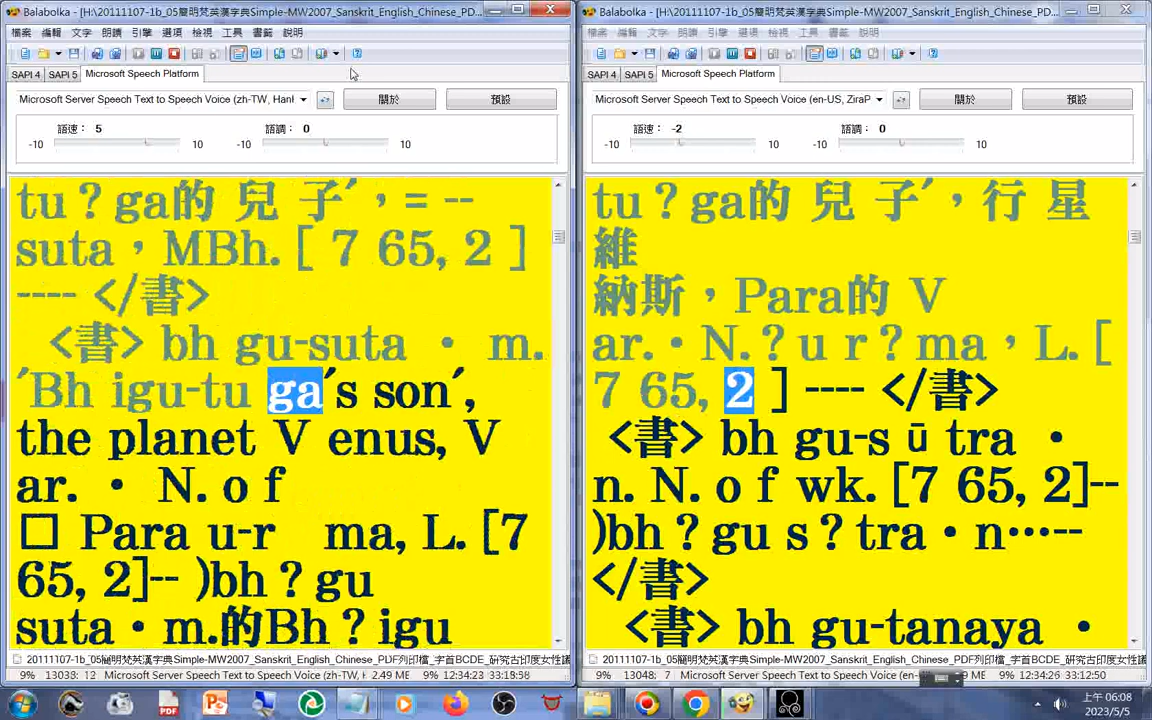 Balabolka - [H:\20111107-1b_05簡明梵英漢字典Simple-MW2007_Sanskrit_English_Chinese_PD...
檔案 編輯 文字 朗讀 引擎 選項 檢視 工具 書籤 說明
SAPI 4 SAPI 5 Microsoft Speech Platform
Microsoft Server Speech Text to Speech Voice (zh-TW, Hanl 關於 預設
語速： 5 語調： 0
-10 10 -10 10
tu？ga的 兒 子´，= --
suta，MBh. [ 7 65, 2 ]
---- </書>
<書> bh gu-suta ‧ m.
´Bh igu-tu ga´s son´,
the planet V enus, V
ar. ‧ N. o f
□ Para u-r ma, L. [7
65, 2]-- )bh？gu
suta‧m.的Bh？igu
20111107-1b_05簡明梵英漢字典Simple-MW2007_Sanskrit_English_Chinese_PDF列印檔_字首BCDE_研究古印度女性議
9% 13038: 12 Microsoft Server Speech Text to Speech Voice (zh-TW, H 2.49 ME 9% 12:34:23 33:18:58
Balabolka - [H:\20111107-1b_05簡明梵英漢字典Simple-MW2007_Sanskrit_English_Chinese_PD...
檔案 編輯 文字 朗讀 引擎 選項 檢視 工具 書籤 說明
SAPI 4 SAPI 5 Microsoft Speech Platform
Microsoft Server Speech Text to Speech Voice (en-US, ZiraP 關於 預設
語速： -2 語調： 0
-10 10 -10 10
tu？ga的 兒 子´，行 星
維
納斯，Para的 V
ar.‧N.？u r？ma，L. [
7 65, 2 ] ---- </書>
<書> bh gu-s ū tra ‧
n. N. o f wk. [7 65, 2]--
)bh？gu s？tra‧n…--
</書>
<書> bh gu-tanaya ‧
20111107-1b_05簡明梵英漢字典Simple-MW2007_Sanskrit_English_Chinese_PDF列印檔_字首BCDE_研究古印度女性議
9% 13048: 7 Microsoft Server Speech Text to Speech Voice (en-U 9 ME 9% 12:34:26 33:12:50
上午 06:08
2023/5/5